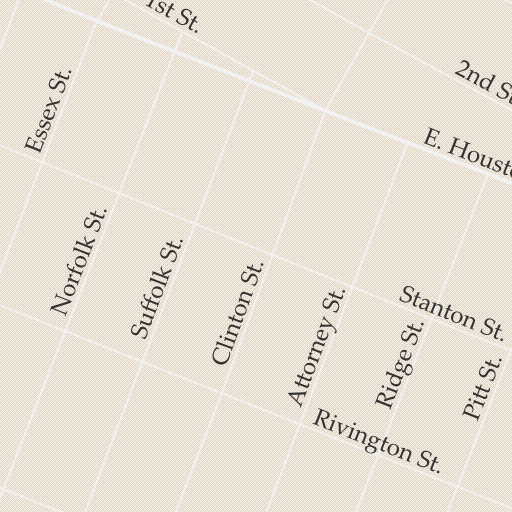 1st St.
2nd St
E. Houst
Essex St.
Norfolk St.
Suffolk St.
Clinton St.
Attorney St.
Stanton St.
Ridge St.
Pitt St.
Rivington St.